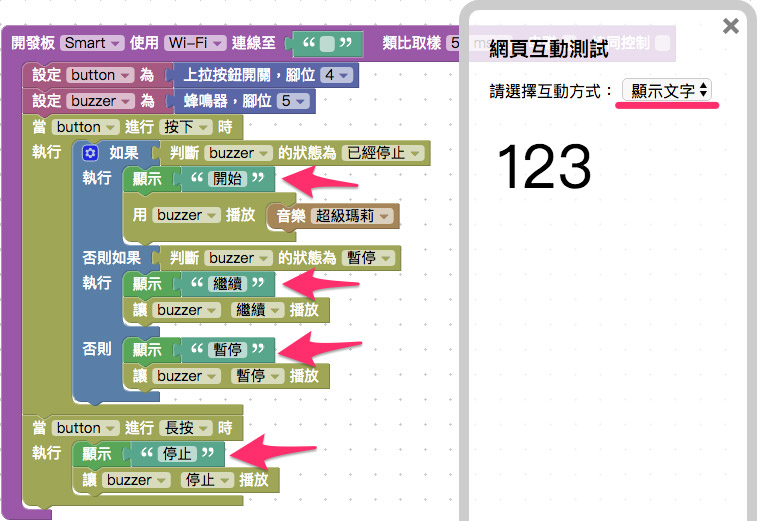 開發板 Smart 使用 Wi-Fi 連線至 “ ” 類比取樣 5
設定 button 為 上拉按鈕開關，腳位 4
設定 buzzer 為 蜂鳴器，腳位 5
當 button 進行 按下 時
執行 如果 判斷 buzzer 的狀態為 已經停止
執行 顯示 “ 開始 ”
用 buzzer 播放 音樂 超級瑪莉
否則如果 判斷 buzzer 的狀態為 暫停
執行 顯示 “ 繼續 ”
讓 buzzer 繼續 播放
否則 顯示 “ 暫停 ”
讓 buzzer 暫停 播放
當 button 進行 長按 時
執行 顯示 “ 停止 ”
讓 buzzer 停止 播放
網頁互動測試
請選擇互動方式： 顯示文字
123